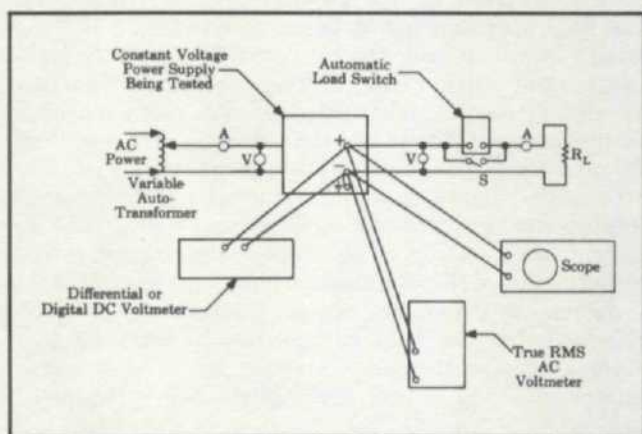 Constant Voltage
Power Supply
Being Tested
Automatic
Load Switch
AC
Power
A
V
+
−
+
V
A
S
R_L
Variable
Auto-
Transformer
Differential or
Digital DC Voltmeter
Scope
True RMS
AC
Voltmeter